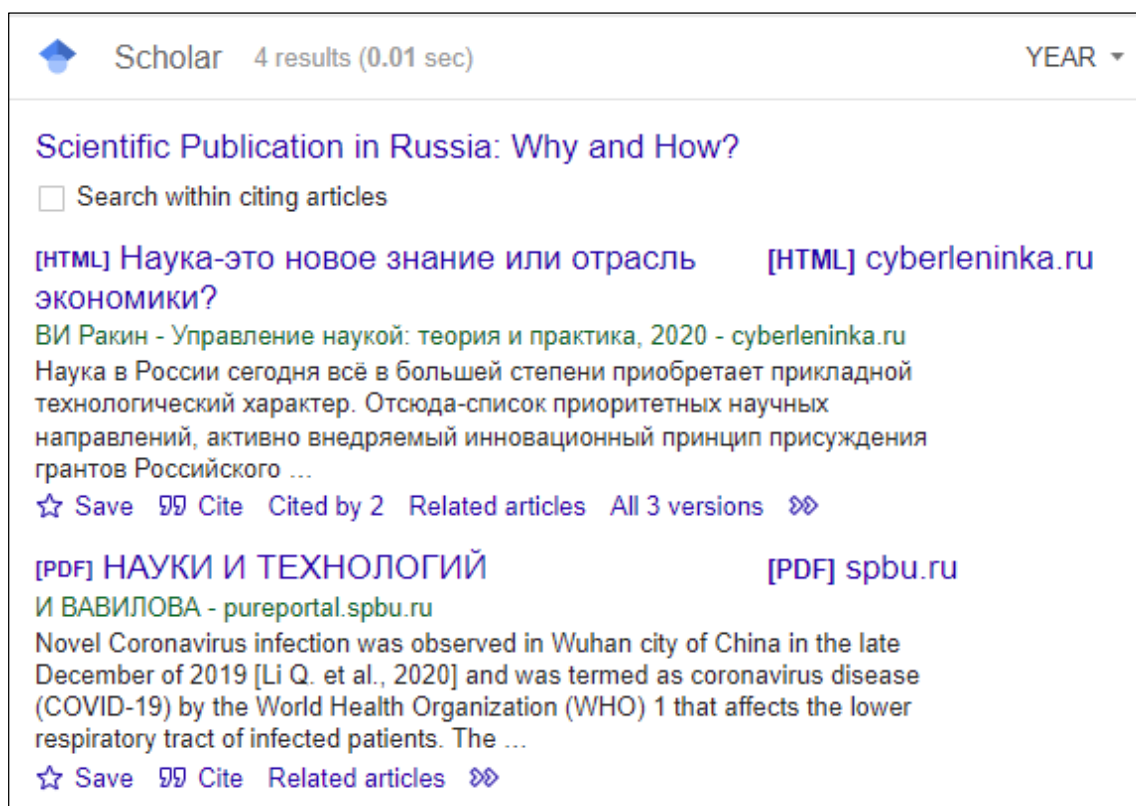 Scholar 4 results (0.01 sec) YEAR
Scientific Publication in Russia: Why and How?
Search within citing articles
[HTML] Наука-это новое знание или отрасль [HTML] cyberleninka.ru
экономики?
ВИ Ракин - Управление наукой: теория и практика, 2020 - cyberleninka.ru
Наука в России сегодня всё в большей степени приобретает прикладной
технологический характер. Отсюда-список приоритетных научных
направлений, активно внедряемый инновационный принцип присуждения
грантов Российского …
Save Cite Cited by 2 Related articles All 3 versions
[PDF] НАУКИ И ТЕХНОЛОГИЙ [PDF] spbu.ru
И ВАВИЛОВА - pureportal.spbu.ru
Novel Coronavirus infection was observed in Wuhan city of China in the late
December of 2019 [Li Q. et al., 2020] and was termed as coronavirus disease
(COVID-19) by the World Health Organization (WHO) 1 that affects the lower
respiratory tract of infected patients. The …
Save Cite Related articles